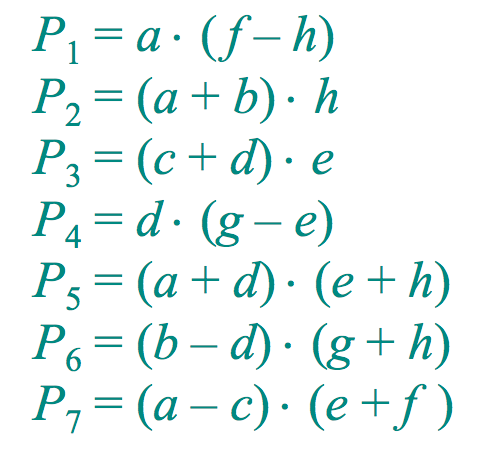 P₁ = a · (f – h)
P₂ = (a + b) · h
P₃ = (c + d) · e
P₄ = d · (g – e)
P₅ = (a + d) · (e + h)
P₆ = (b – d) · (g + h)
P₇ = (a – c) · (e + f )